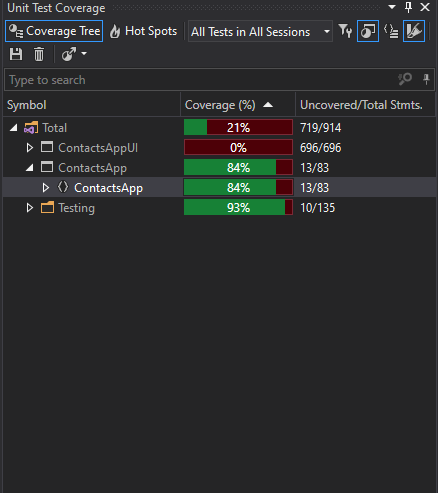 Unit Test Coverage
Coverage Tree Hot Spots All Tests in All Sessions
Type to search
Symbol Coverage (%) Uncovered/Total Stmts.
Total 21% 719/914
ContactsAppUI 0% 696/696
ContactsApp 84% 13/83
ContactsApp 84% 13/83
Testing 93% 10/135